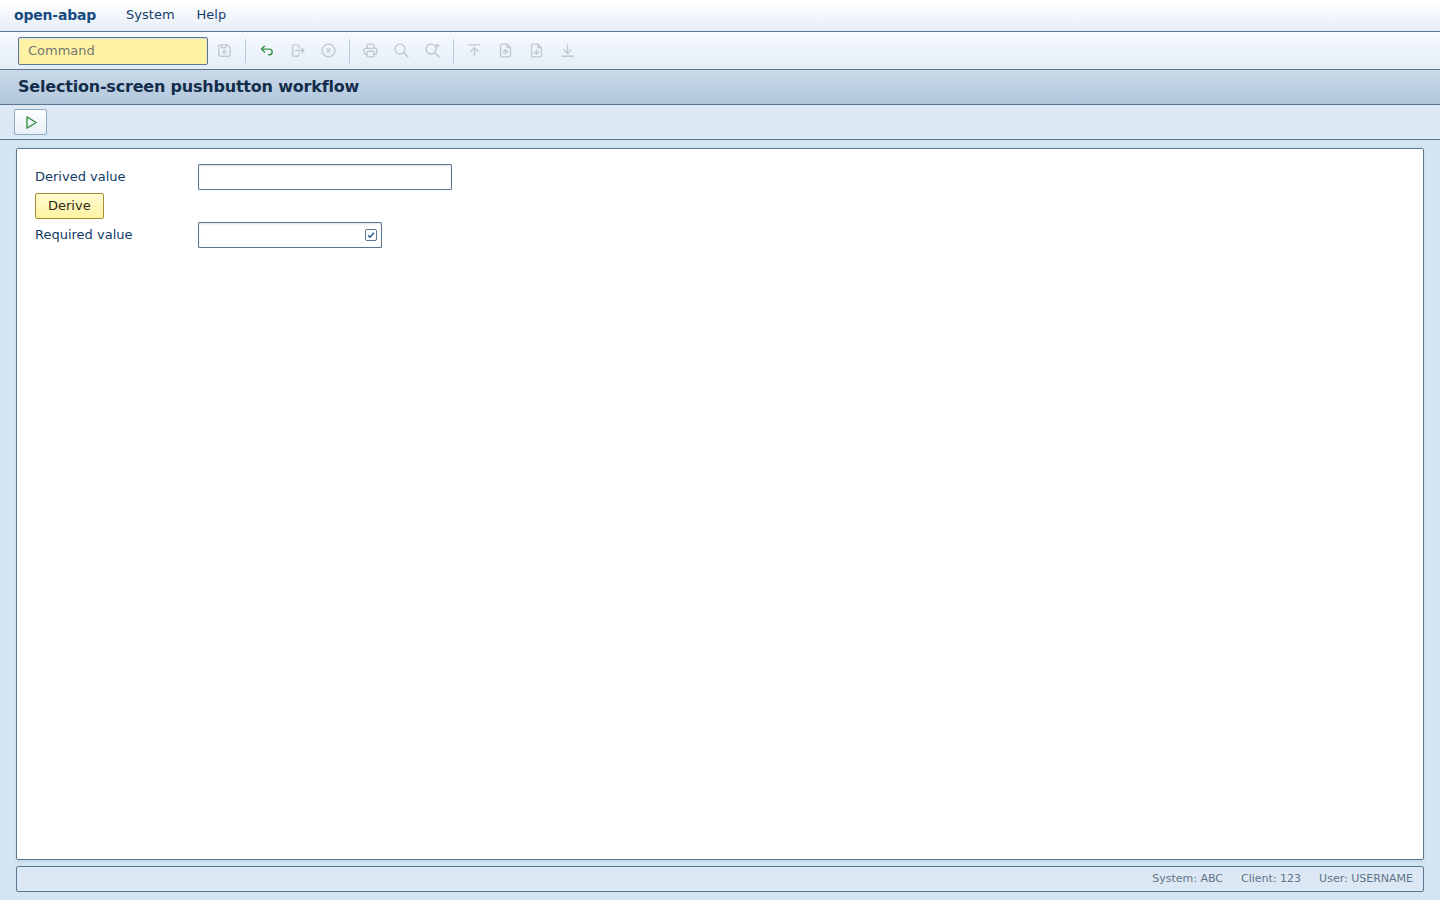 open-abap System Help
Command
Selection-screen pushbutton workflow
Derived value
Derive
Required value
System: ABC Client: 123 User: USERNAME